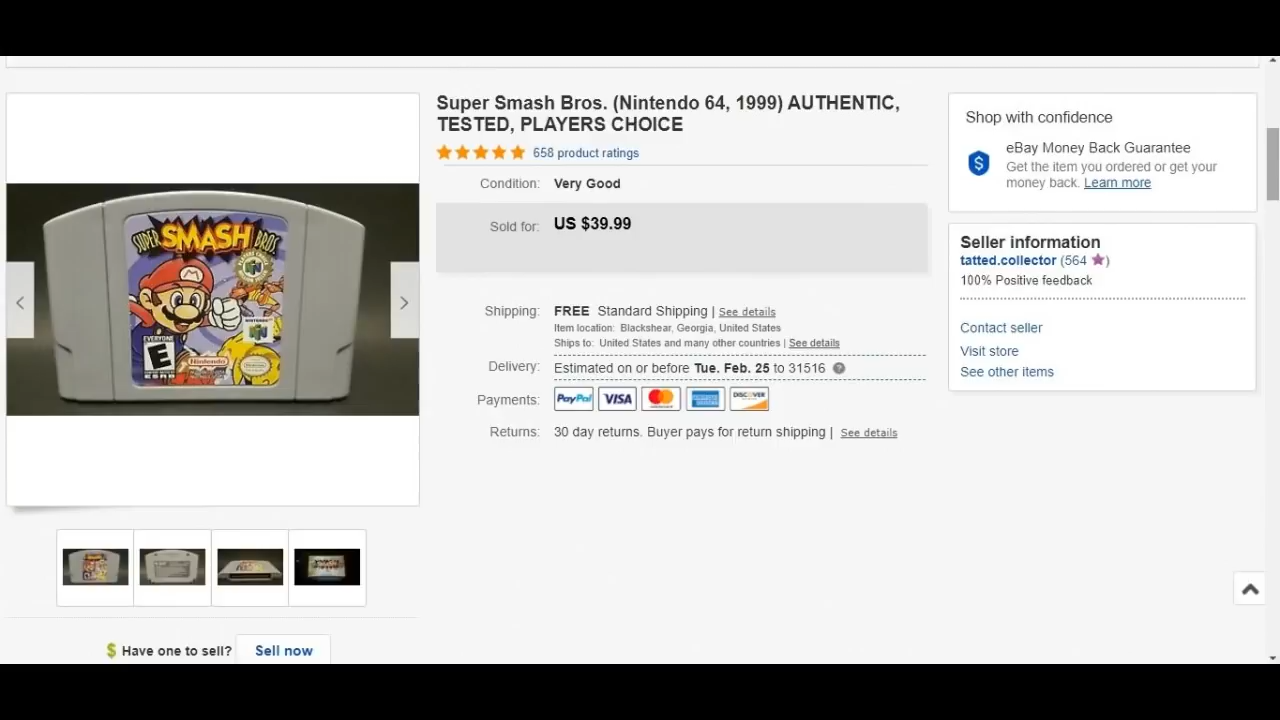 Super Smash Bros. (Nintendo 64, 1999) AUTHENTIC,
TESTED, PLAYERS CHOICE
658 product ratings
Condition: Very Good
Sold for: US $39.99
Shipping: FREE Standard Shipping | See details
Item location: Blackshear, Georgia, United States
Ships to: United States and many other countries | See details
Delivery: Estimated on or before Tue. Feb. 25 to 31516 ?
Payments: PayPal VISA MasterCard DISCOVER
Returns: 30 day returns. Buyer pays for return shipping | See details
Shop with confidence
$
eBay Money Back Guarantee
Get the item you ordered or get your
money back. Learn more
Seller information
tatted.collector (564 )
100% Positive feedback
Contact seller
Visit store
See other items
SUPER SMASH BROS
M
EVERYONE
E
ESRB
Nintendo
$ Have one to sell? Sell now